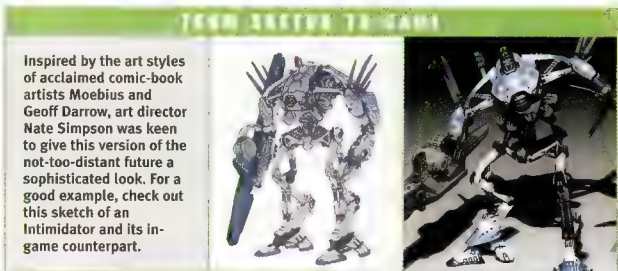 Inspired by the art styles
of acclaimed comic-book
artists Moebius and
Geoff Darrow, art director
Nate Simpson was keen
to give this version of the
not-too-distant future a
sophisticated look. For a
good example, check out
this sketch of an
Intimidator and its in-
game counterpart.